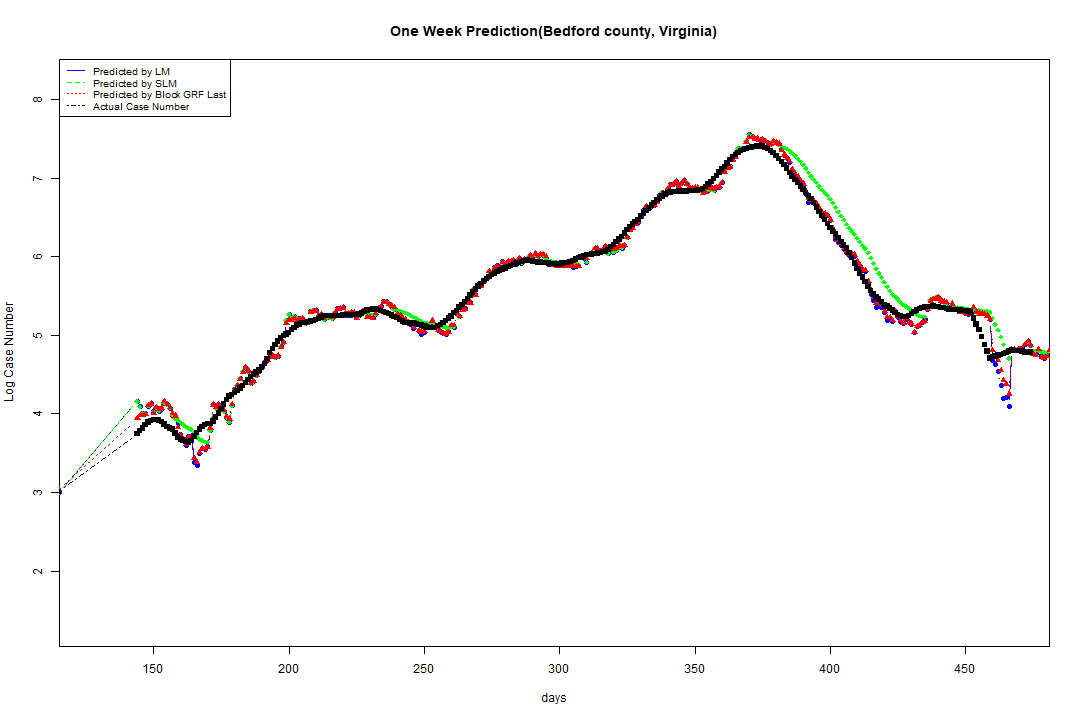 One Week Prediction(Bedford county, Virginia)
Predicted by LM
Predicted by SLM
Predicted by Block GRF Last
Actual Case Number
8
7
6
5
4
3
2
Log Case Number
150 200 250 300 350 400 450
days